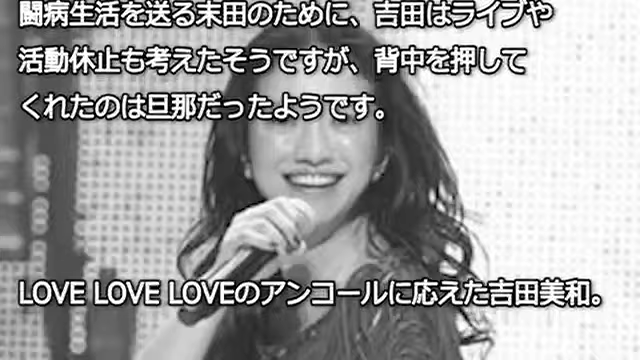 闘病生活を送る末田のために、吉田はライブや
活動休止も考えたそうですが、背中を押して
くれたのは旦那だったようです。
LOVE LOVE LOVEのアンコールに応えた吉田美和。